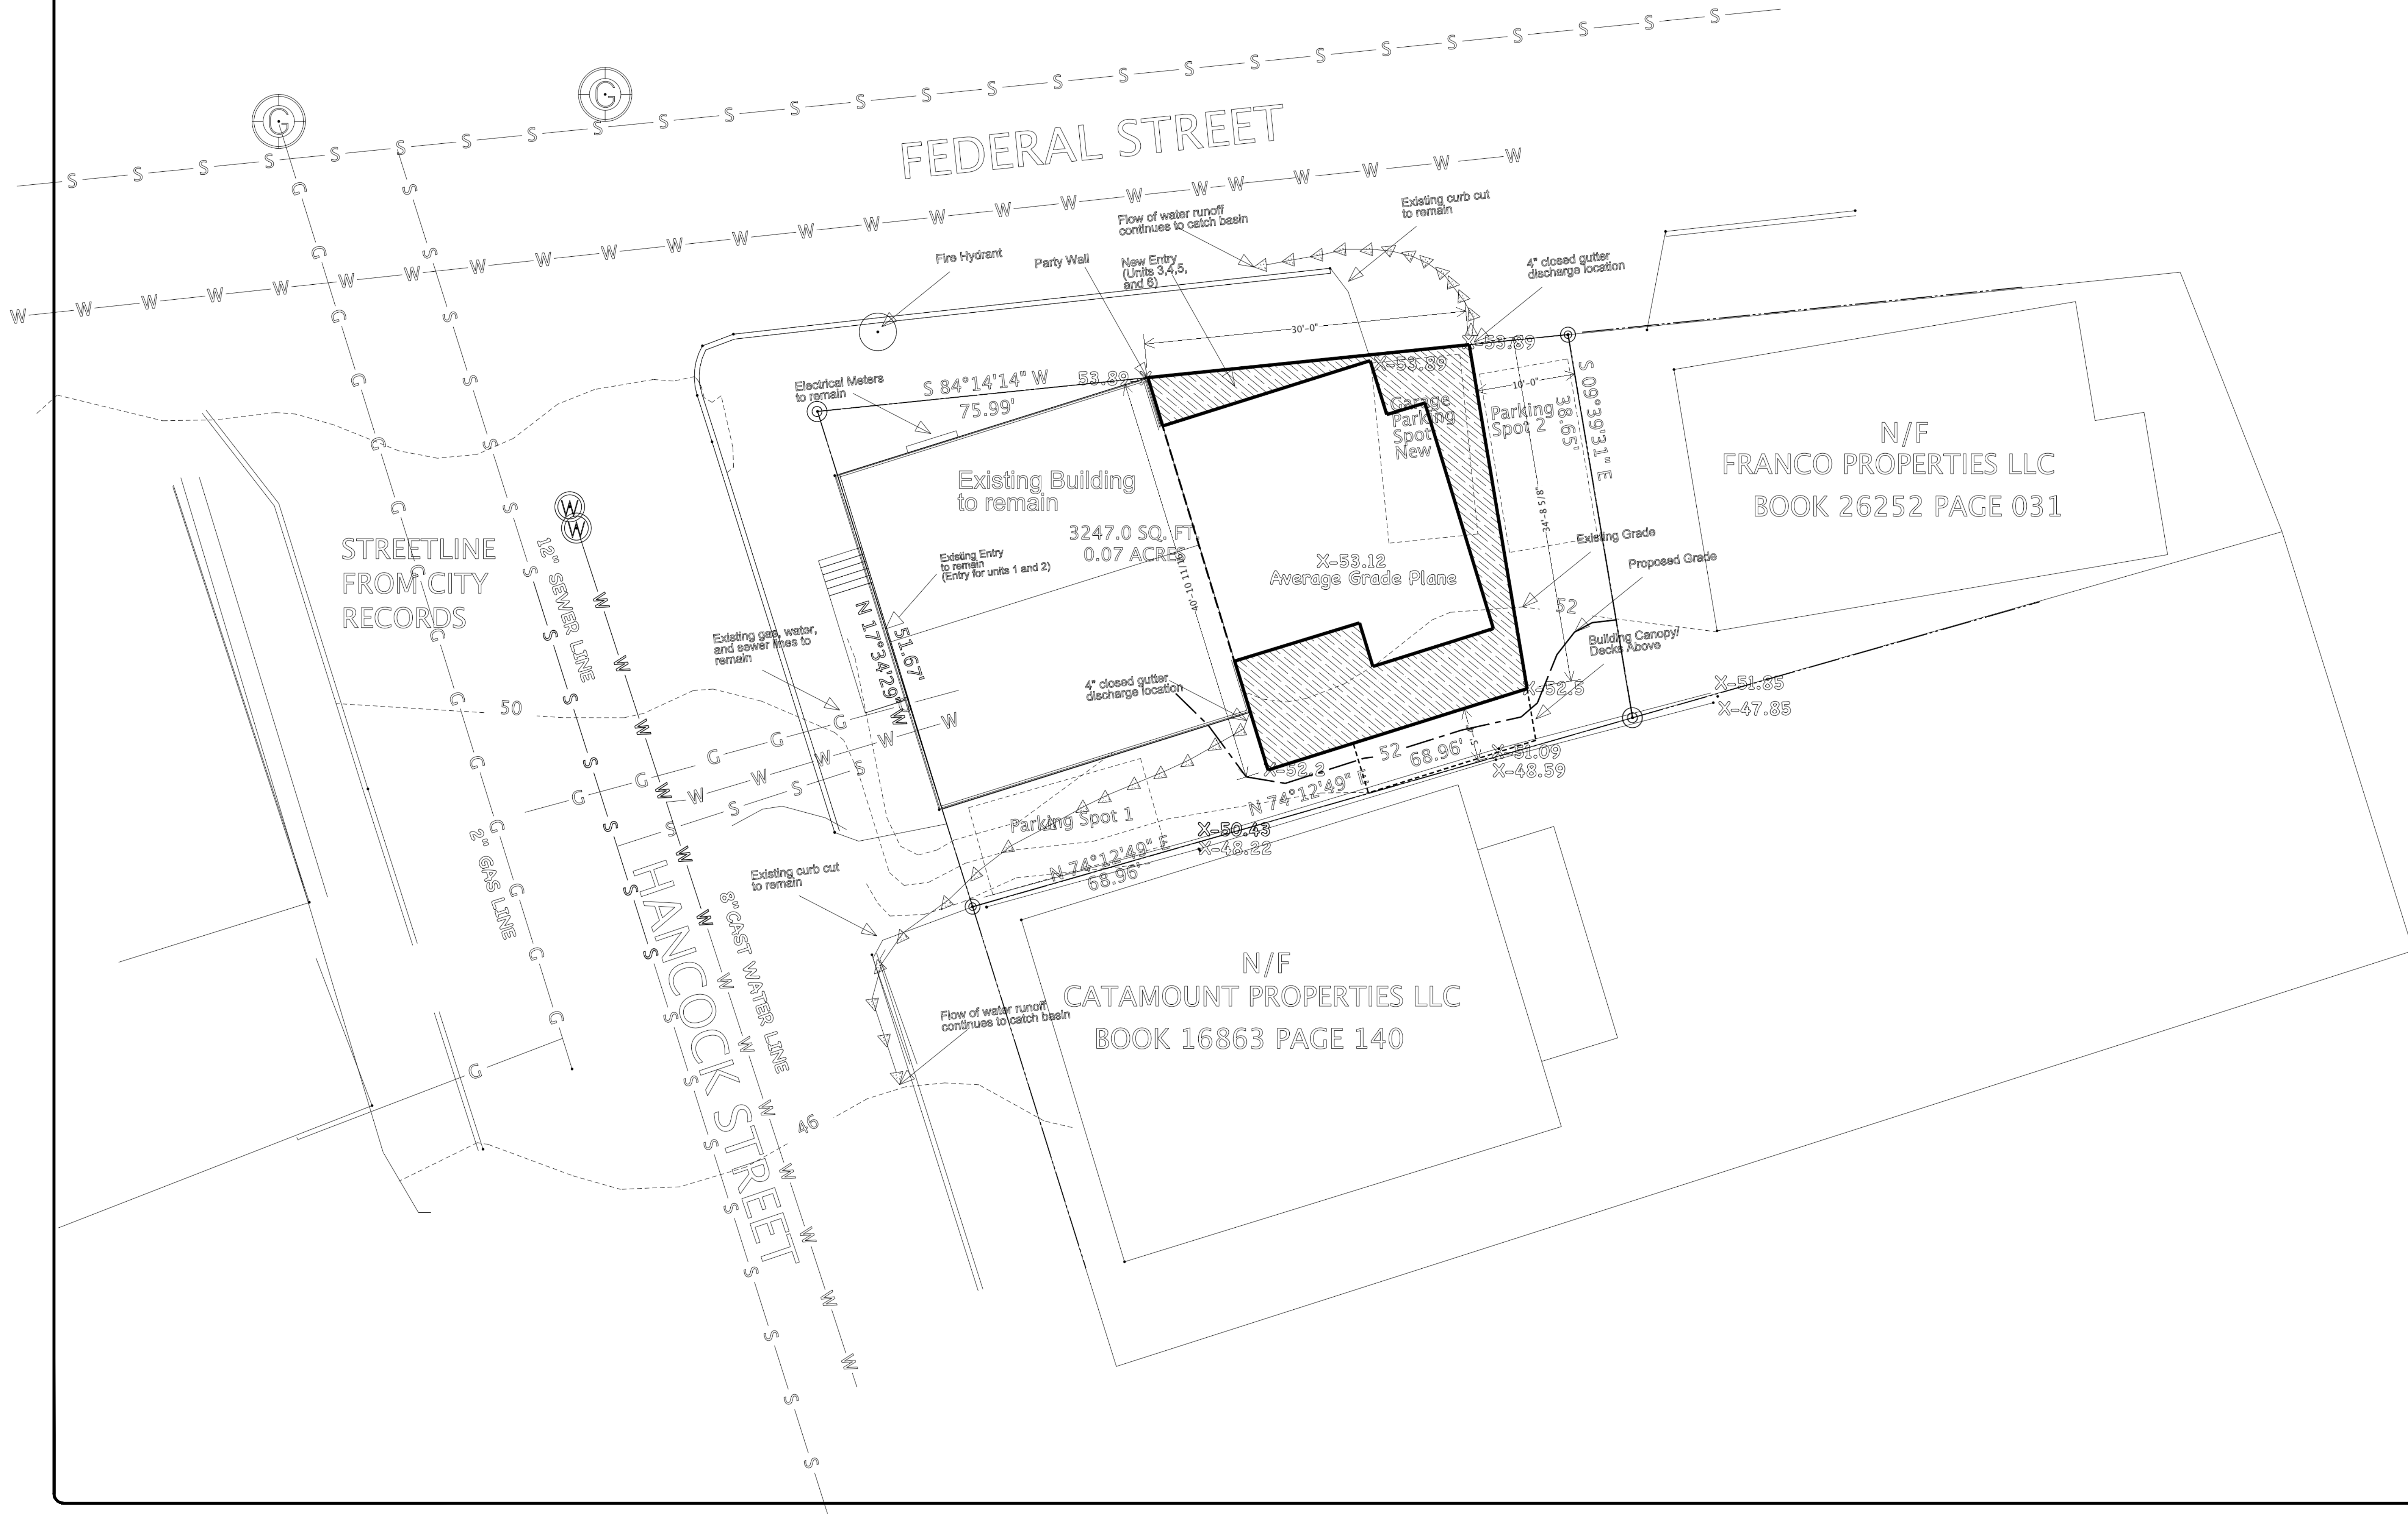 FEDERAL STREET
Flow of water runoff
continues to catch basin
Existing curb cut
to remain
Fire Hydrant
Party Wall
New Entry
(Units 3,4,5,
and 6)
4" closed gutter
discharge location
30'-0"
Electrical Meters
to remain
S 84°14'14" W
75.99'
53.89
X-53.89
X-53.89
10'-0"
S 09°39'31" E
38.65'
Garage
Parking
Spot
New
Parking
Spot 2
34'-8 5/8"
N/F
FRANCO PROPERTIES LLC
BOOK 26252 PAGE 031
Existing Building
to remain
3247.0 SQ. FT.
0.07 ACRES
STREETLINE
FROM CITY
RECORDS
12" SEWER LINE
Existing Entry
to remain
(Entry for units 1 and 2)
X-53.12
Average Grade Plane
Existing Grade
Proposed Grade
52
Building Canopy/
Decks Above
Existing gas, water,
and sewer lines to
remain
N 17°34'29" W
51.67'
4" closed gutter
discharge location
50
X-52.5
X-51.85
X-47.85
52
68.96'
X-51.09
X-48.59
X-52.2
N 74°12'49" E
Parking Spot 1
X-50.43
X-48.22
N 74°12'49" E
68.96'
2" GAS LINE
Existing curb cut
to remain
8" CAST WATER LINE
HANCOCK STREET
N/F
CATAMOUNT PROPERTIES LLC
BOOK 16863 PAGE 140
Flow of water runoff
continues to catch basin
46